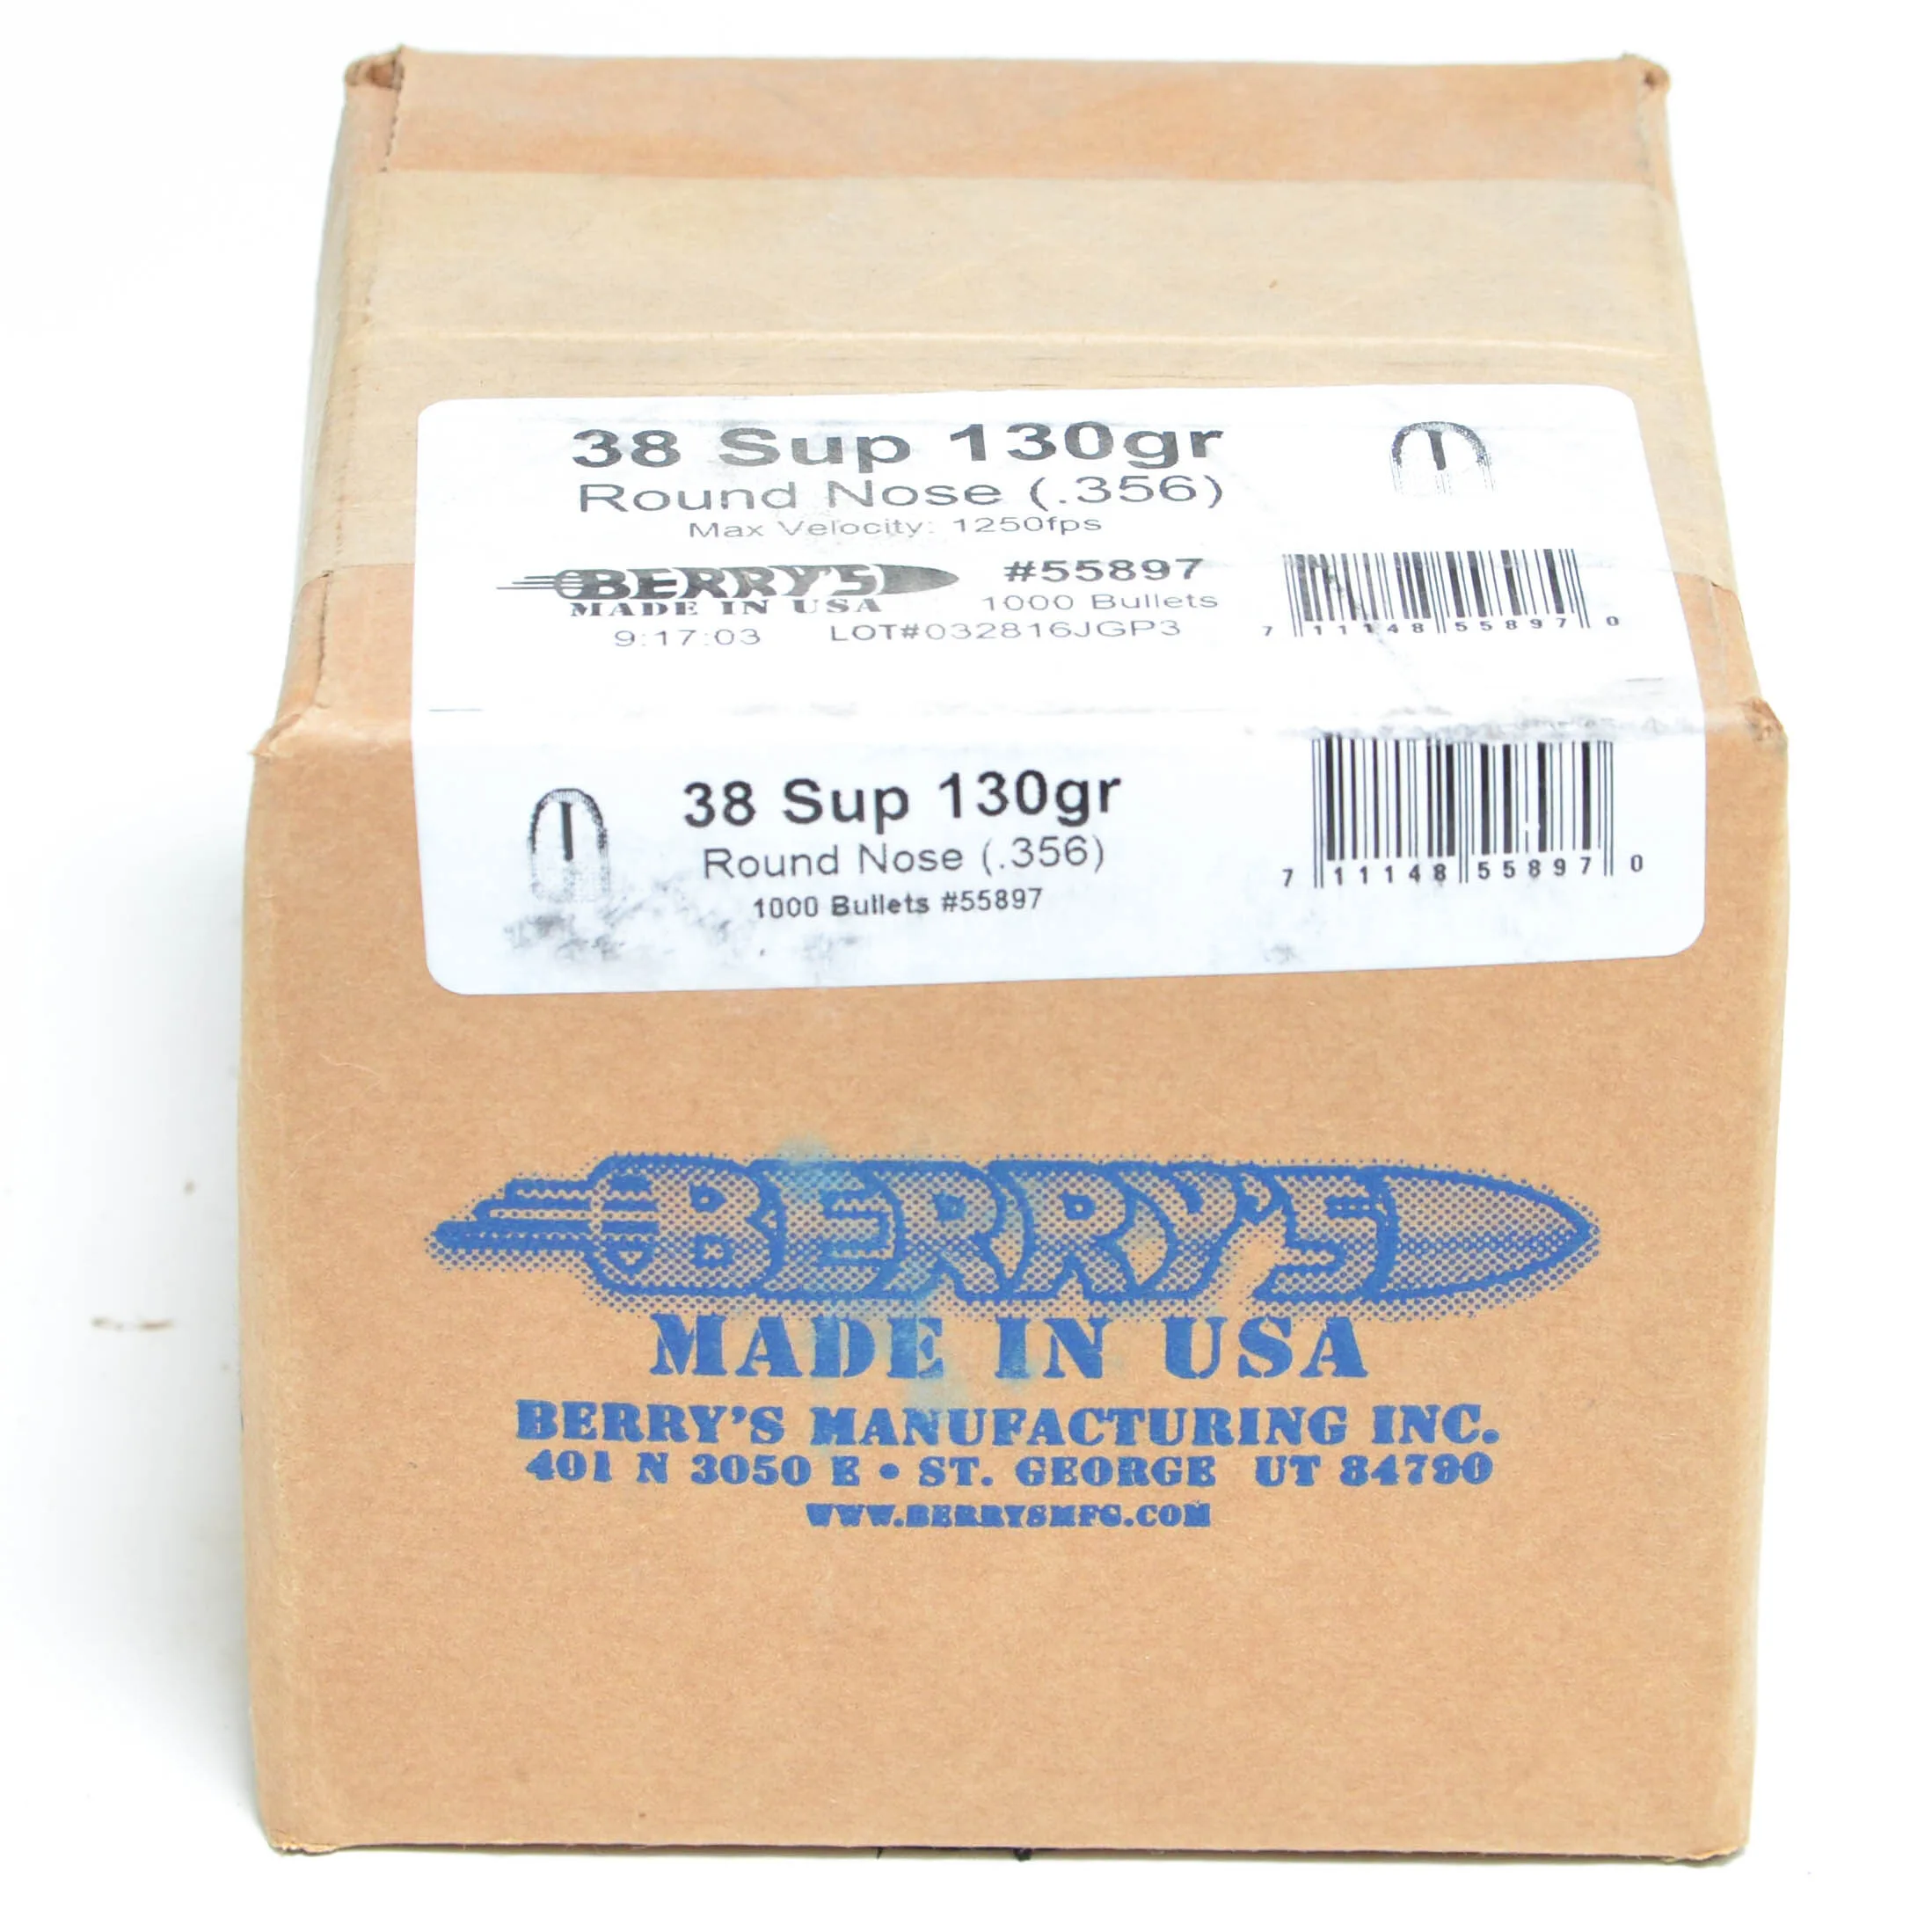 38 Sup 130gr
Round Nose (.356)
Max Velocity: 1250fps
BERRY'S #55897
MADE IN USA 1000 Bullets
9:17:03 LOT#032816JGP3
7 11148 55897 0
38 Sup 130gr
Round Nose (.356)
1000 Bullets #55897
7 11148 55897 0
BERRY'S
MADE IN USA
BERRY'S MANUFACTURING INC.
401 N 3050 E • ST. GEORGE UT 84790
WWW.BERRYSMFG.COM